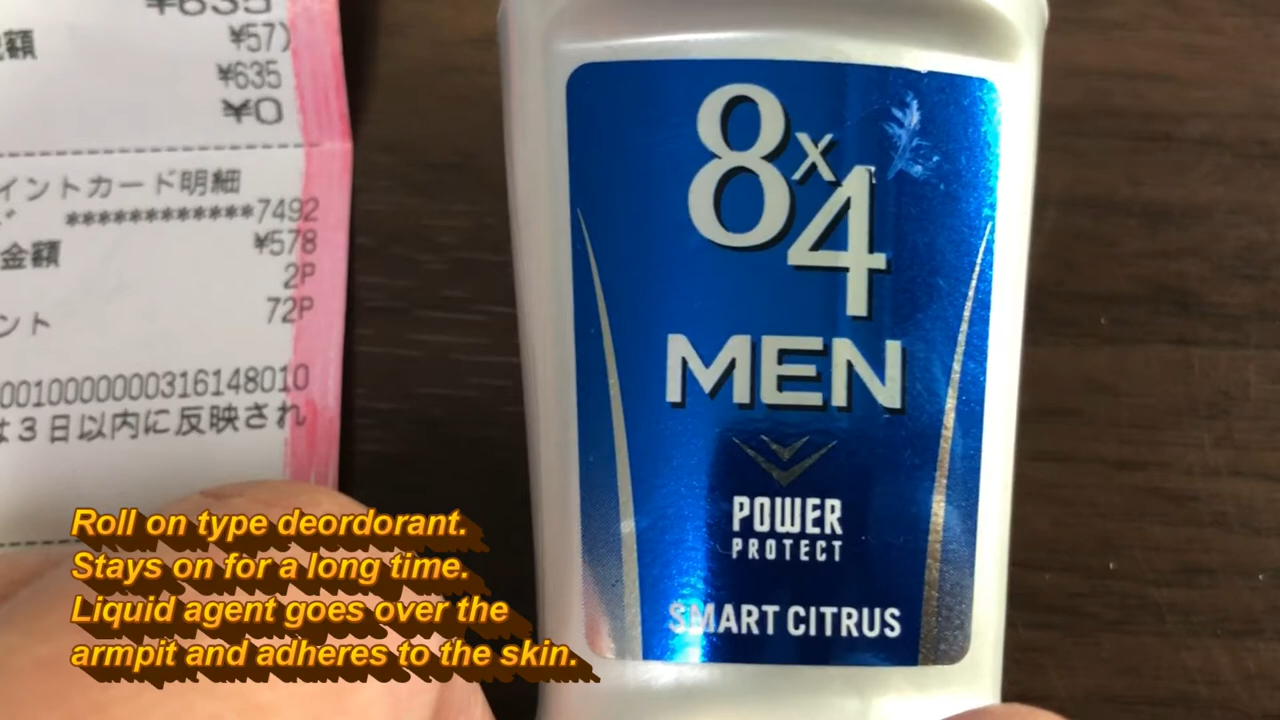 ¥635
額
¥57)
¥635
¥0
イントカード明細
************7492
金額
¥578
2P
ント
72P
0010000000316148010
は3日以内に反映され
8x4
MEN
POWER
PROTECT
SMART CITRUS
Roll on type deordorant.
Stays on for a long time.
Liquid agent goes over the
armpit and adheres to the skin.